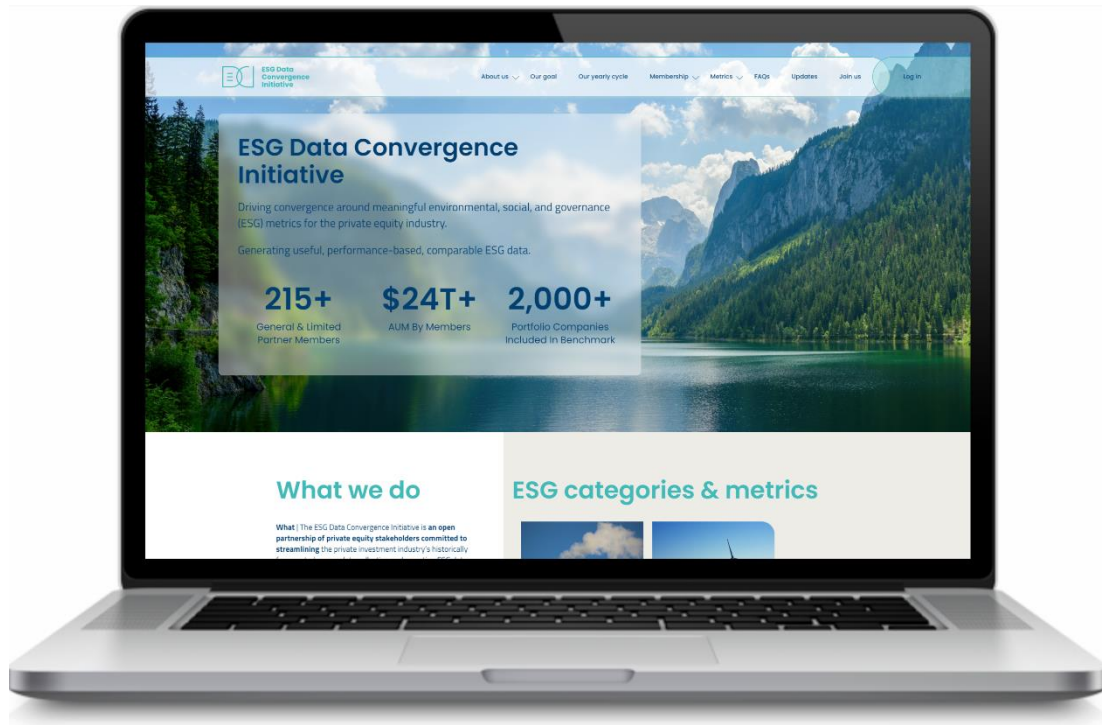 ESG Data
Convergence
Initiative
About us
Our goal
Our yearly cycle
Membership
Metrics
FAQs
Updates
Join us
Log in
ESG Data Convergence
Initiative
Driving convergence around meaningful environmental, social, and governance
(ESG) metrics for the private equity industry.
Generating useful, performance-based, comparable ESG data.
215+
General & Limited
Partner Members
$24T+
AUM By Members
2,000+
Portfolio Companies
Included In Benchmark
What we do
What | The ESG Data Convergence Initiative is an open
partnership of private equity stakeholders committed to
streamlining the private investment industry's historically
ESG categories & metrics